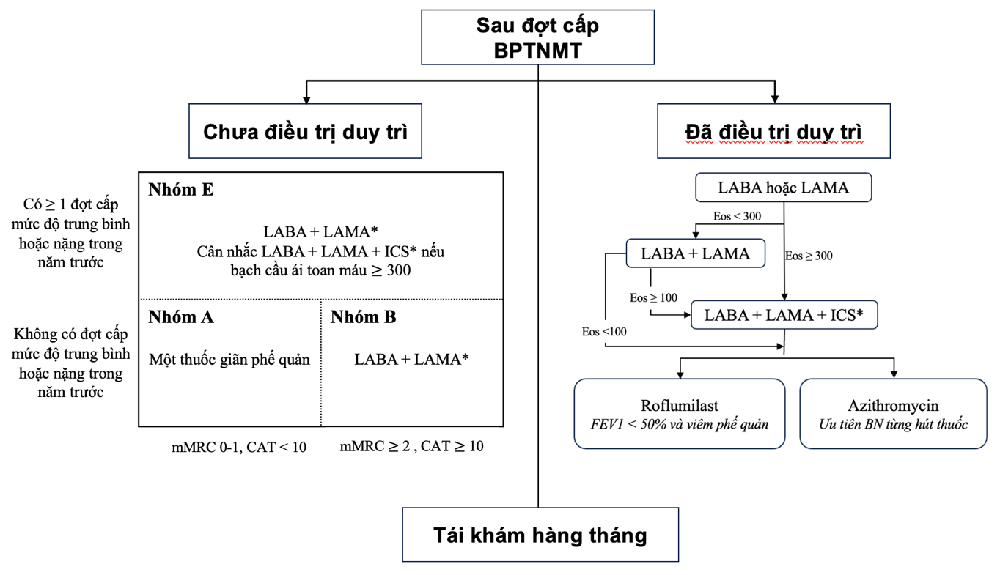 Sau đợt cấp
BPTNMT
Chưa điều trị duy trì
Đã điều trị duy trì
Có ≥ 1 đợt cấp
mức độ trung bình
hoặc nặng trong
năm trước
Nhóm E
LABA + LAMA*
Cân nhắc LABA + LAMA + ICS* nếu
bạch cầu ái toan máu ≥ 300
Không có đợt cấp
mức độ trung bình
hoặc nặng trong
năm trước
Nhóm A
Một thuốc giãn phế quản
Nhóm B
LABA + LAMA*
mMRC 0-1, CAT < 10
mMRC ≥ 2 , CAT ≥ 10
LABA hoặc LAMA
Eos < 300
LABA + LAMA
Eos ≥ 300
Eos ≥ 100
LABA + LAMA + ICS*
Eos <100
Roflumilast
FEV1 < 50% và viêm phế quản
Azithromycin
Ưu tiên BN từng hút thuốc
Tái khám hàng tháng